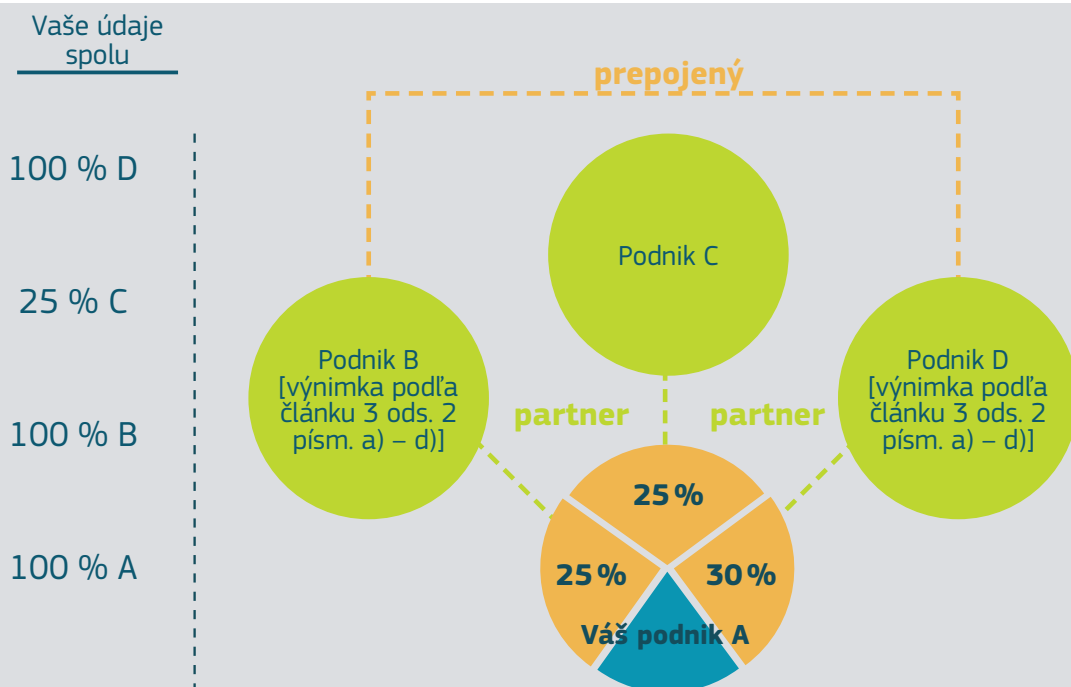 Vaše údaje
spolu
100 % D
25 % C
100 % B
100 % A
prepojený
Podnik C
Podnik B
[výnimka podľa
článku 3 ods. 2
písm. a) – d)]
Podnik D
[výnimka podľa
článku 3 ods. 2
písm. a) – d)]
partner
partner
25 %
25 %
30 %
Váš podnik A